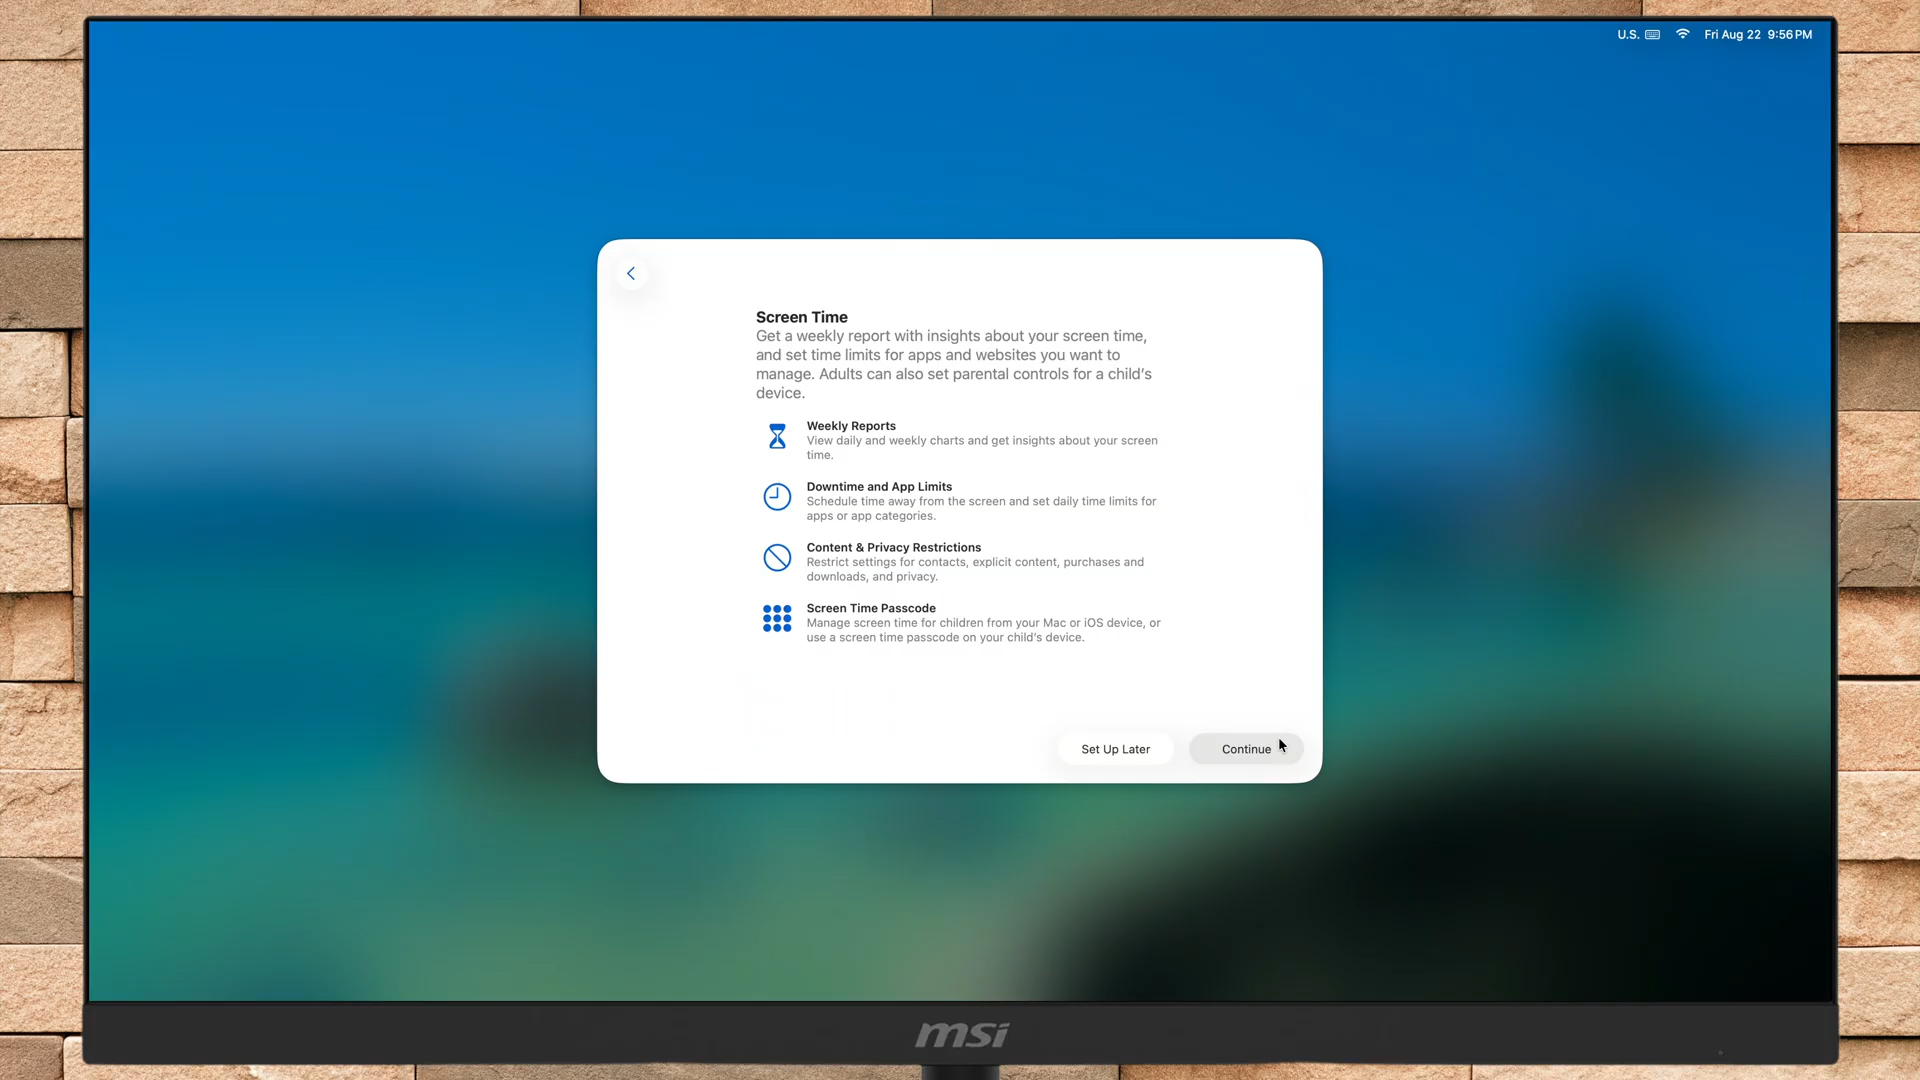 U.S. Fri Aug 22 9:56 PM
Screen Time
Get a weekly report with insights about your screen time,
and set time limits for apps and websites you want to
manage. Adults can also set parental controls for a child's
device.
Weekly Reports
View daily and weekly charts and get insights about your screen
time.
Downtime and App Limits
Schedule time away from the screen and set daily time limits for
apps or app categories.
Content & Privacy Restrictions
Restrict settings for contacts, explicit content, purchases and
downloads, and privacy.
Screen Time Passcode
Manage screen time for children from your Mac or iOS device, or
use a screen time passcode on your child's device.
Set Up Later Continue
msi